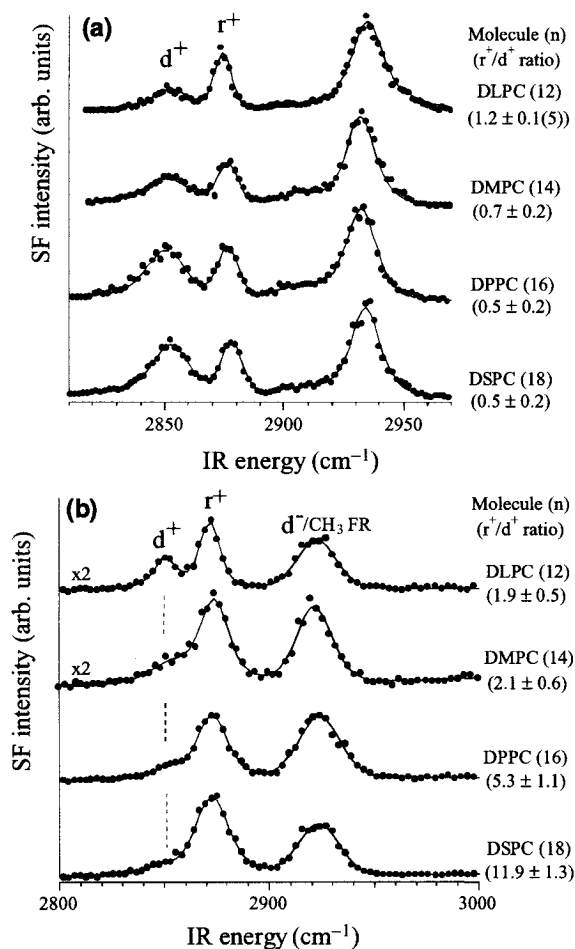 (a)
Molecule (n)
(r⁺/d⁺ ratio)
d⁺
r⁺
DLPC (12)
(1.2 ± 0.1(5))
DMPC (14)
(0.7 ± 0.2)
DPPC (16)
(0.5 ± 0.2)
DSPC (18)
(0.5 ± 0.2)
SF intensity (arb. units)
2850
2900
2950
IR energy (cm⁻¹)
(b)
Molecule (n)
(r⁺/d⁺ ratio)
d⁺
r⁺
d⁻/CH₃ FR
x2
DLPC (12)
(1.9 ± 0.5)
x2
DMPC (14)
(2.1 ± 0.6)
DPPC (16)
(5.3 ± 1.1)
DSPC (18)
(11.9 ± 1.3)
SF intensity (arb. units)
2800
2900
3000
IR energy (cm⁻¹)